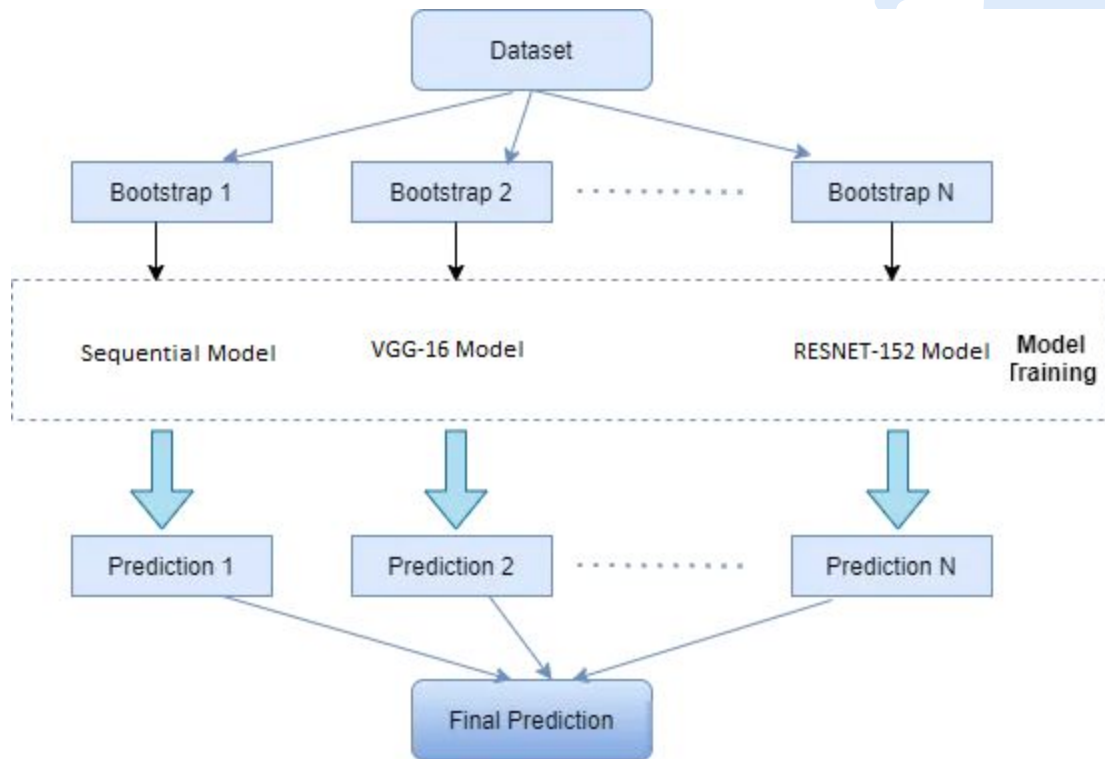 Dataset
Bootstrap 1
Bootstrap 2
Bootstrap N
Sequential Model
VGG-16 Model
RESNET-152 Model
Model
Training
Prediction 1
Prediction 2
Prediction N
Final Prediction